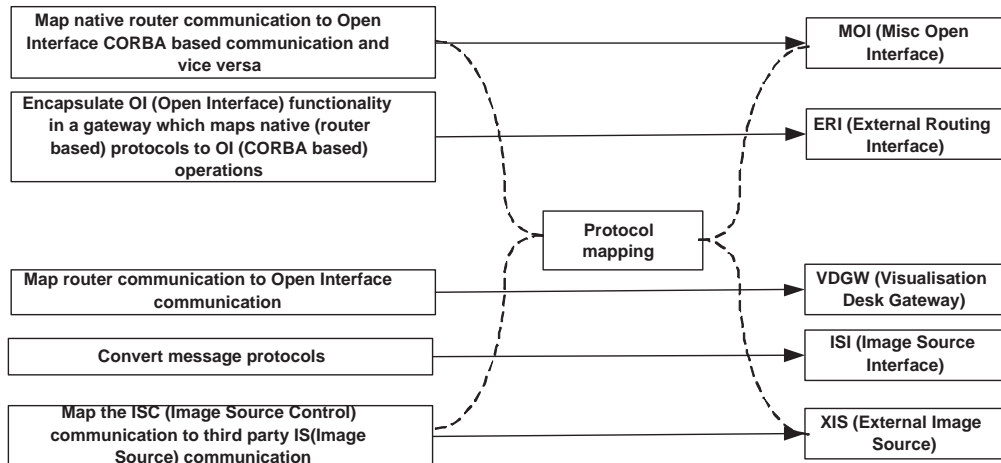 Map native router communication to Open
Interface CORBA based communication and
vice versa
MOI (Misc Open
Interface)
Encapsulate OI (Open Interface) functionality
in a gateway which maps native (router
based) protocols to OI (CORBA based)
operations
ERI (External Routing
Interface)
Protocol
mapping
Map router communication to Open Interface
communication
VDGW (Visualisation
Desk Gateway)
Convert message protocols
ISI (Image Source
Interface)
Map the ISC (Image Source Control)
communication to third party IS(Image
Source) communication
XIS (External Image
Source)